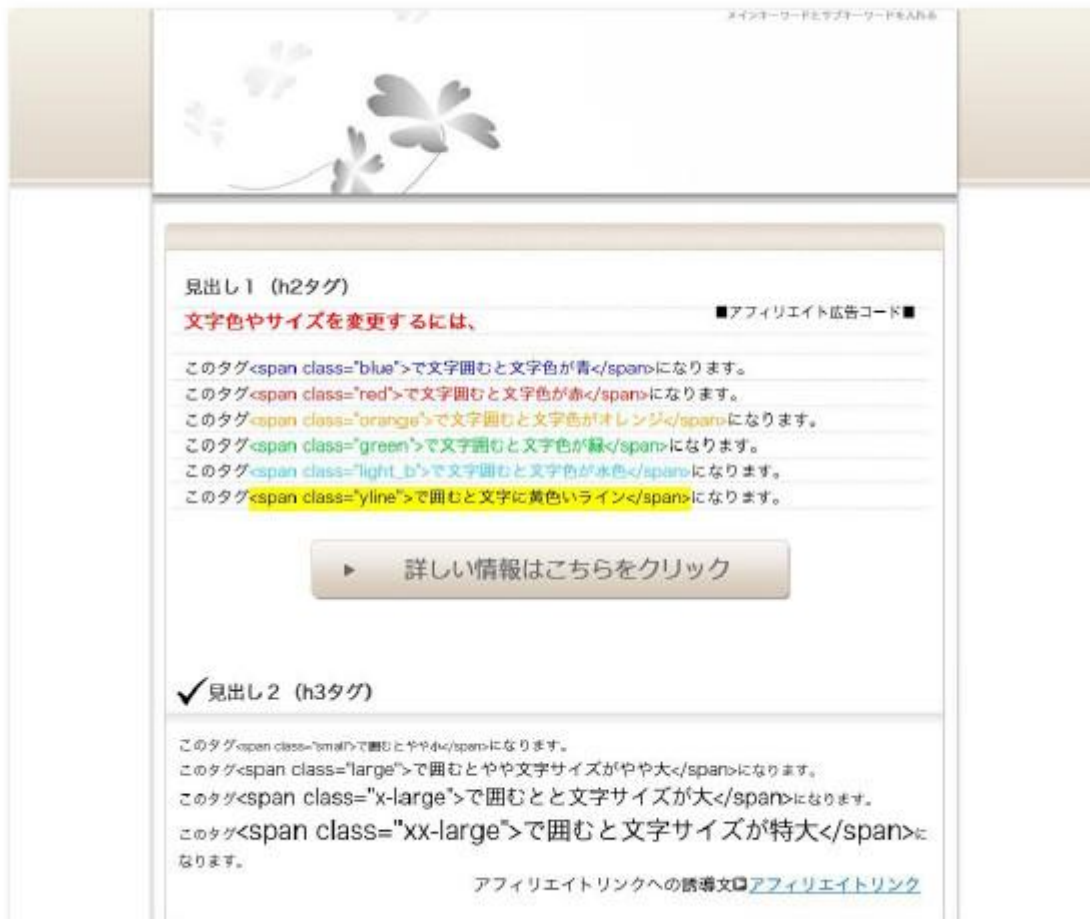 メインキーワードとサブキーワードを入れる
見出し1（h2タグ）
文字色やサイズを変更するには、
■アフィリエイト広告コード■
このタグ<span class="blue">で文字囲むと文字色が青</span>になります。
このタグ<span class="red">で文字囲むと文字色が赤</span>になります。
このタグ<span class="orange">で文字囲むと文字色がオレンジ</span>になります。
このタグ<span class="green">で文字囲むと文字色が緑</span>になります。
このタグ<span class="light_b">で文字囲むと文字色が水色</span>になります。
このタグ<span class="yline">で囲むと文字に黄色いライン</span>になります。
詳しい情報はこちらをクリック
見出し2（h3タグ）
このタグ<span class="small">で囲むとやや小</span>になります。
このタグ<span class="large">で囲むとやや文字サイズがやや大</span>になります。
このタグ<span class="x-large">で囲むとと文字サイズが大</span>になります。
このタグ<span class="xx-large">で囲むと文字サイズが特大</span>に
なります。
アフィリエイトリンクへの誘導文アフィリエイトリンク